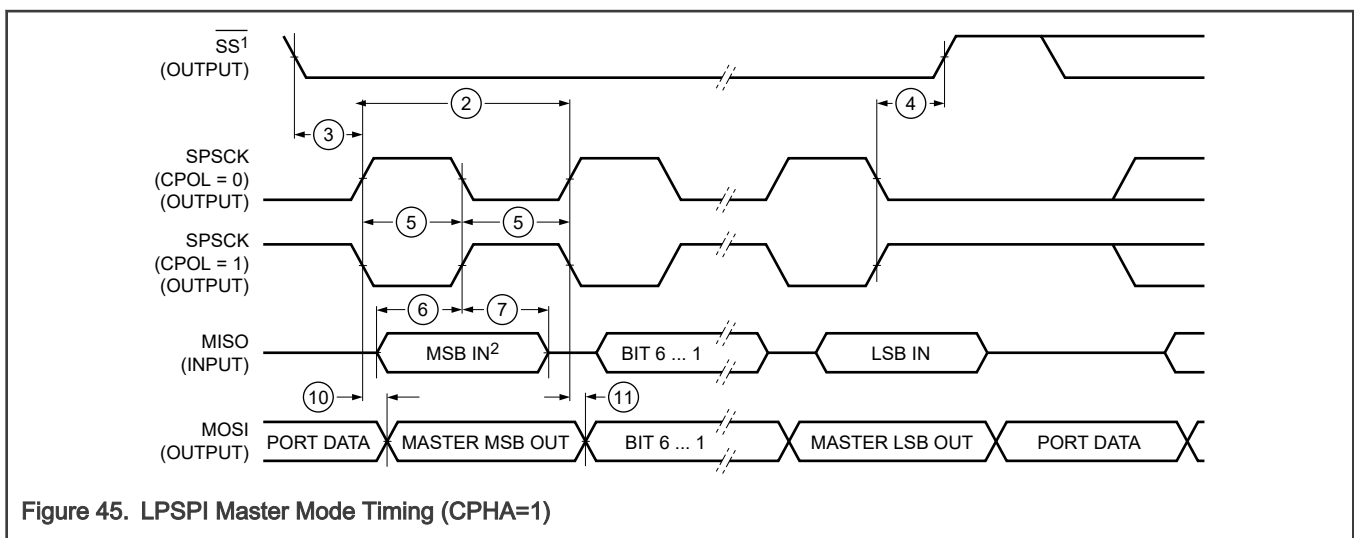 SS1
(OUTPUT)
2
4
3
SPSCK
(CPOL = 0)
(OUTPUT)
5 5
SPSCK
(CPOL = 1)
(OUTPUT)
6 7
MISO
(INPUT)
MSB IN2 BIT 6 ... 1 LSB IN
10 11
MOSI
(OUTPUT)
PORT DATA MASTER MSB OUT BIT 6 ... 1 MASTER LSB OUT PORT DATA
Figure 45. LPSPI Master Mode Timing (CPHA=1)